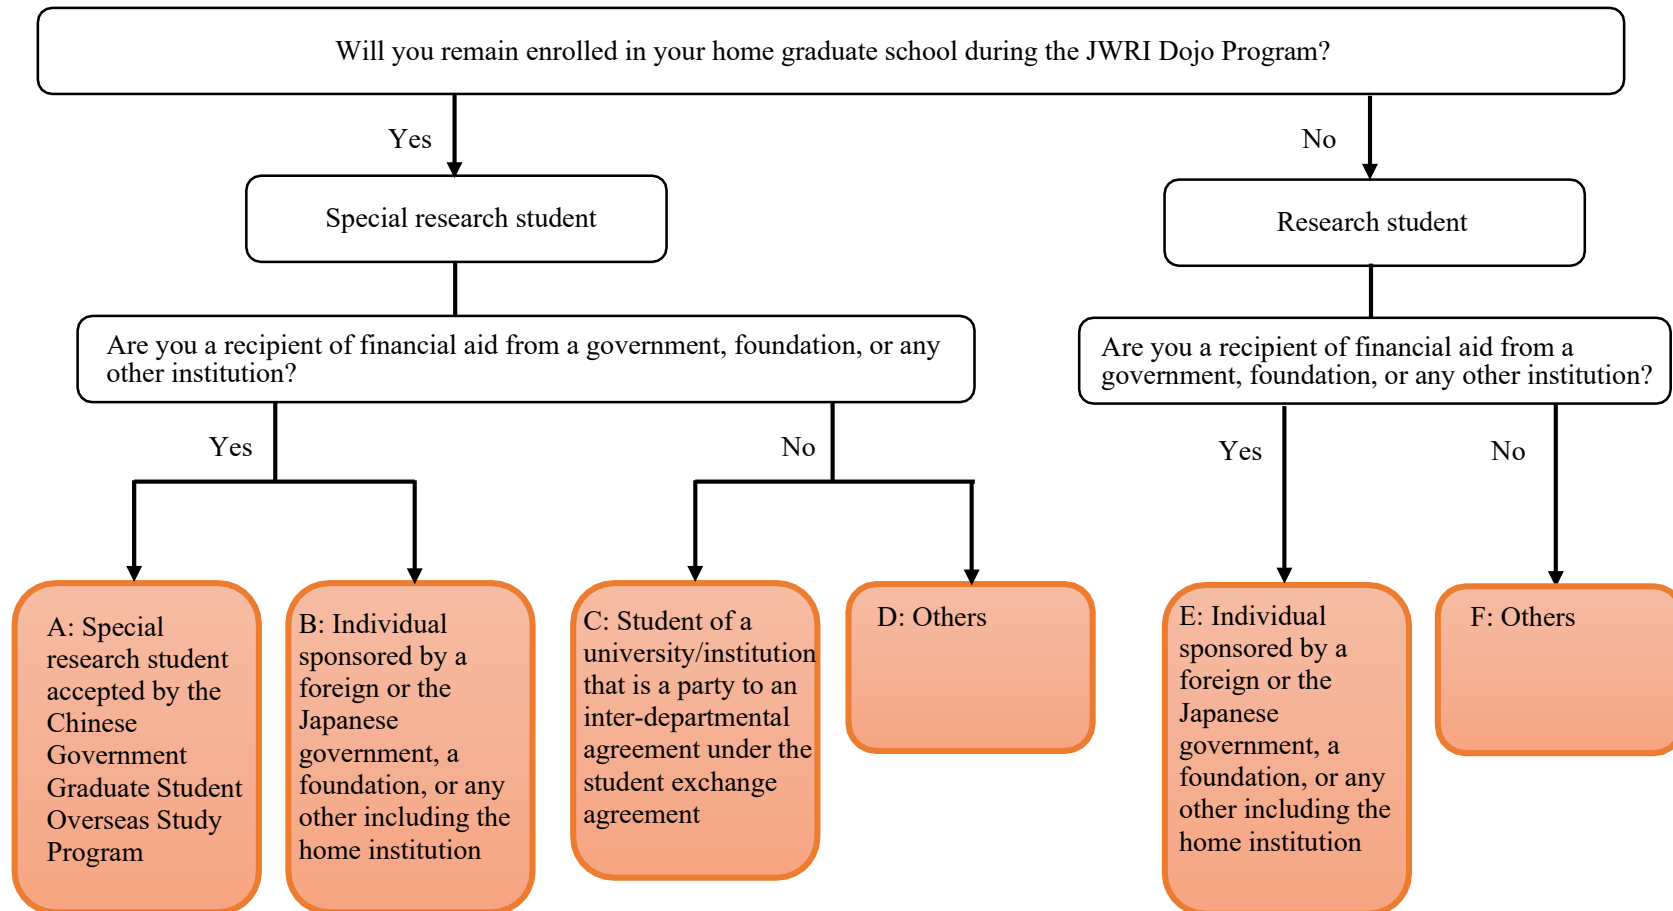 Will you remain enrolled in your home graduate school during the JWRI Dojo Program?
Yes
No
Special research student
Research student
Are you a recipient of financial aid from a government, foundation, or any
other institution?
Are you a recipient of financial aid from a
government, foundation, or any other institution?
Yes
No
Yes
No
A: Special
research student
accepted by the
Chinese
Government
Graduate Student
Overseas Study
Program
B: Individual
sponsored by a
foreign or the
Japanese
government, a
foundation, or any
other including the
home institution
C: Student of a
university/institution
that is a party to an
inter-departmental
agreement under the
student exchange
agreement
D: Others
E: Individual
sponsored by a
foreign or the
Japanese
government, a
foundation, or any
other including the
home institution
F: Others